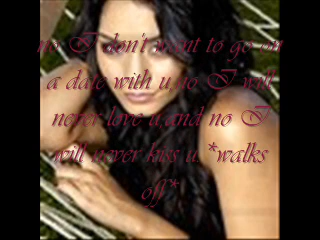 no I don't want to go on
a date with u,no I will
never love u,and no I
will never kiss u.*walks
off*